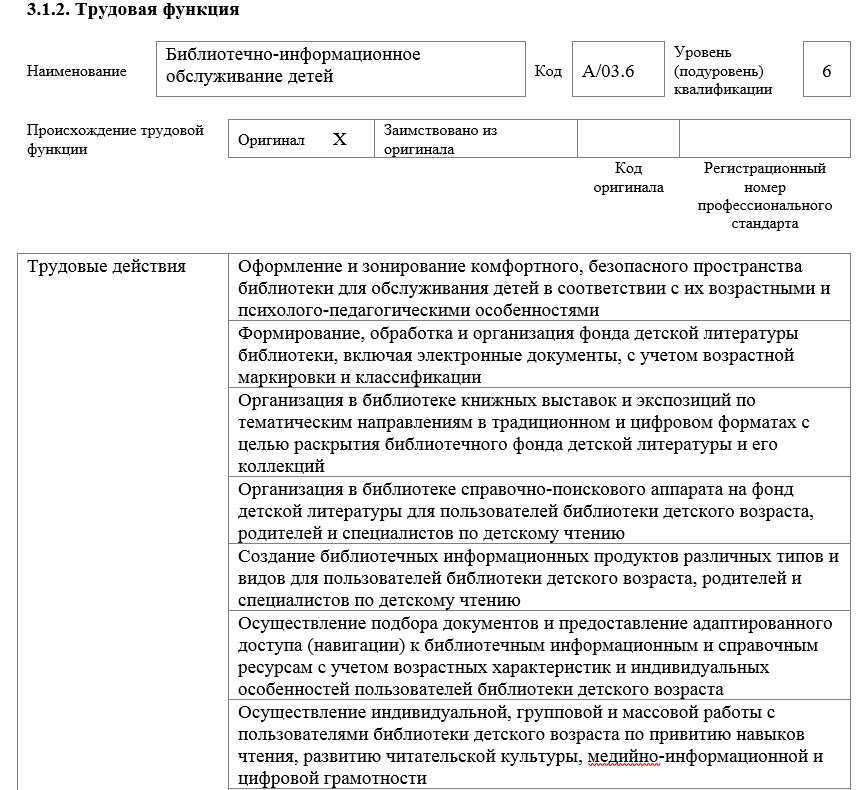 3.1.2. Трудовая функция
Наименование
Библиотечно-информационное
обслуживание детей
Код
A/03.6
Уровень
(подуровень)
квалификации
6
Происхождение трудовой
функции
Оригинал X
Заимствовано из
оригинала
Код
оригинала
Регистрационный
номер
профессионального
стандарта
Трудовые действия
Оформление и зонирование комфортного, безопасного пространства
библиотеки для обслуживания детей в соответствии с их возрастными и
психолого-педагогическими особенностями
Формирование, обработка и организация фонда детской литературы
библиотеки, включая электронные документы, с учетом возрастной
маркировки и классификации
Организация в библиотеке книжных выставок и экспозиций по
тематическим направлениям в традиционном и цифровом форматах с
целью раскрытия библиотечного фонда детской литературы и его
коллекций
Организация в библиотеке справочно-поискового аппарата на фонд
детской литературы для пользователей библиотеки детского возраста,
родителей и специалистов по детскому чтению
Создание библиотечных информационных продуктов различных типов и
видов для пользователей библиотеки детского возраста, родителей и
специалистов по детскому чтению
Осуществление подбора документов и предоставление адаптированного
доступа (навигации) к библиотечным информационным и справочным
ресурсам с учетом возрастных характеристик и индивидуальных
особенностей пользователей библиотеки детского возраста
Осуществление индивидуальной, групповой и массовой работы с
пользователями библиотеки детского возраста по привитию навыков
чтения, развитию читательской культуры, медийно-информационной и
цифровой грамотности